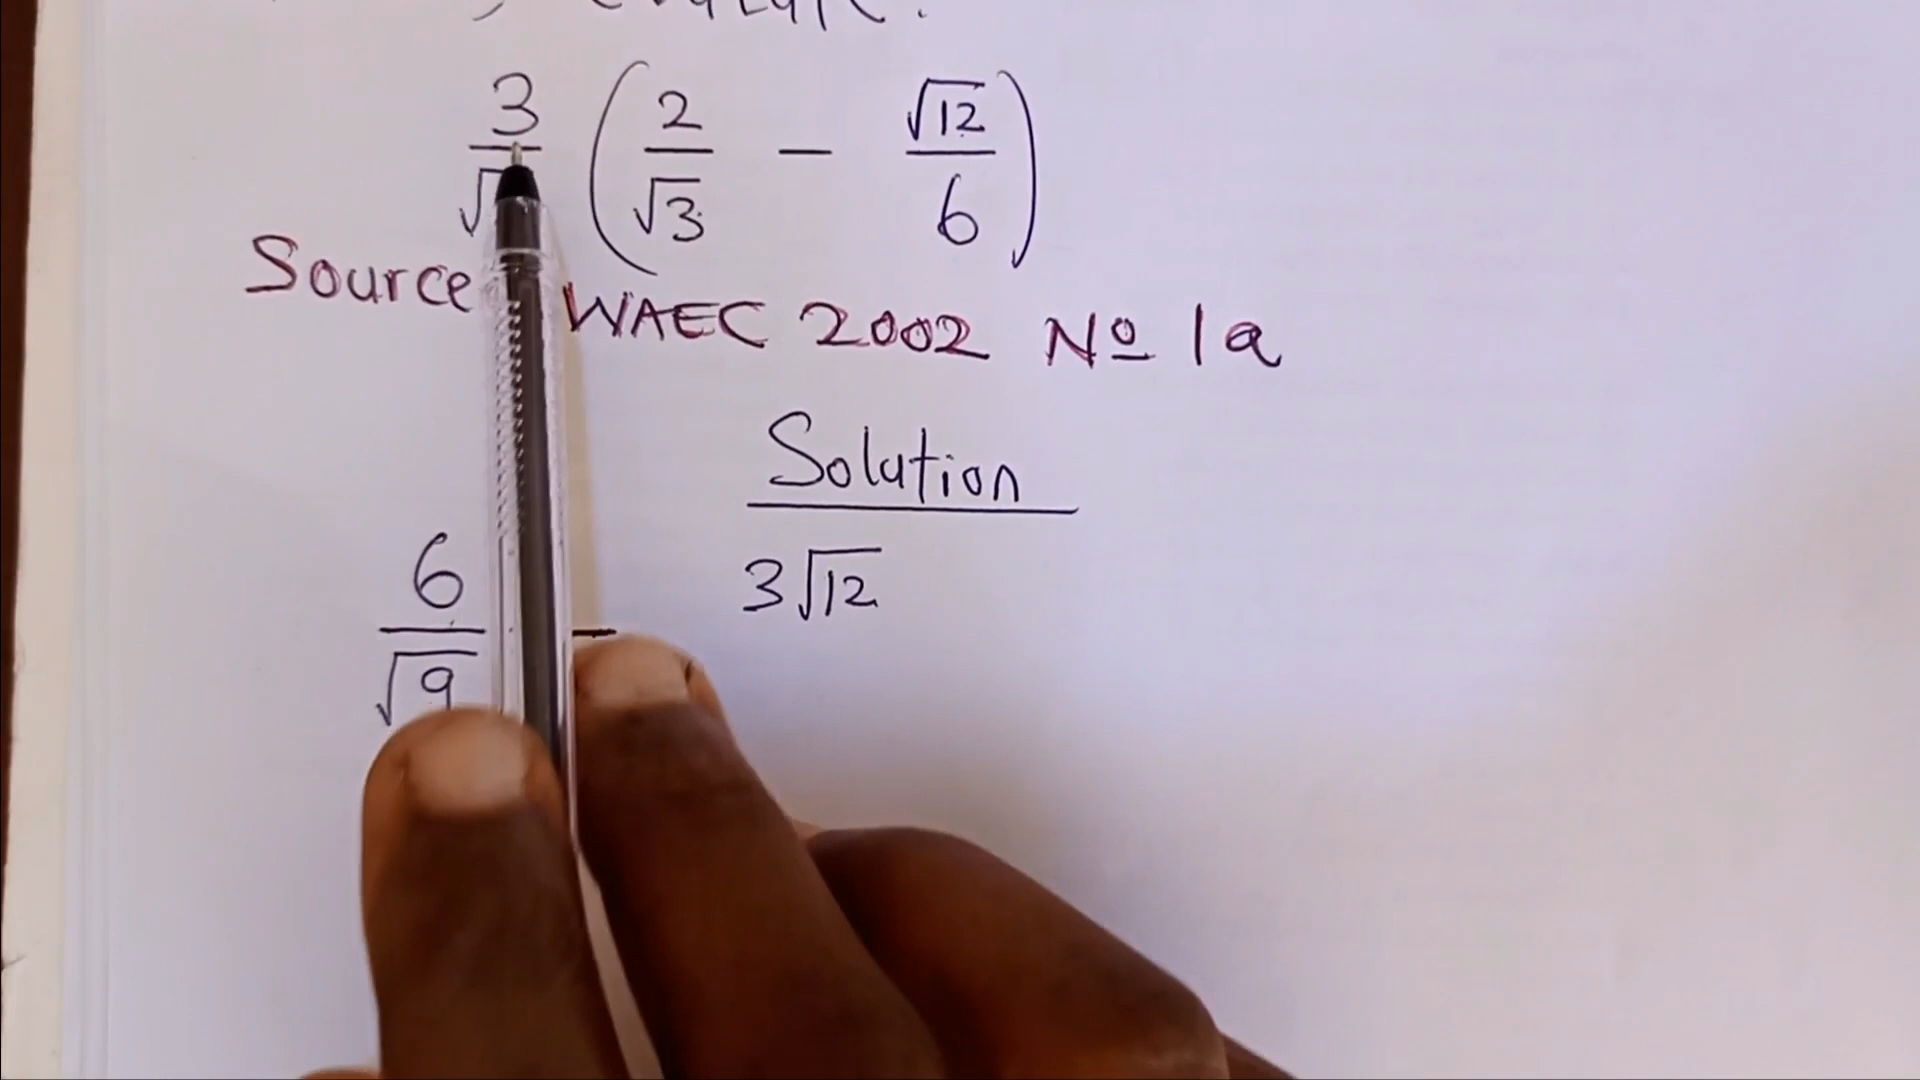 3/√ (2/√3 - √12/6)
Source WAEC 2002 Nº 1a
Solution
6/√9 - 3√12